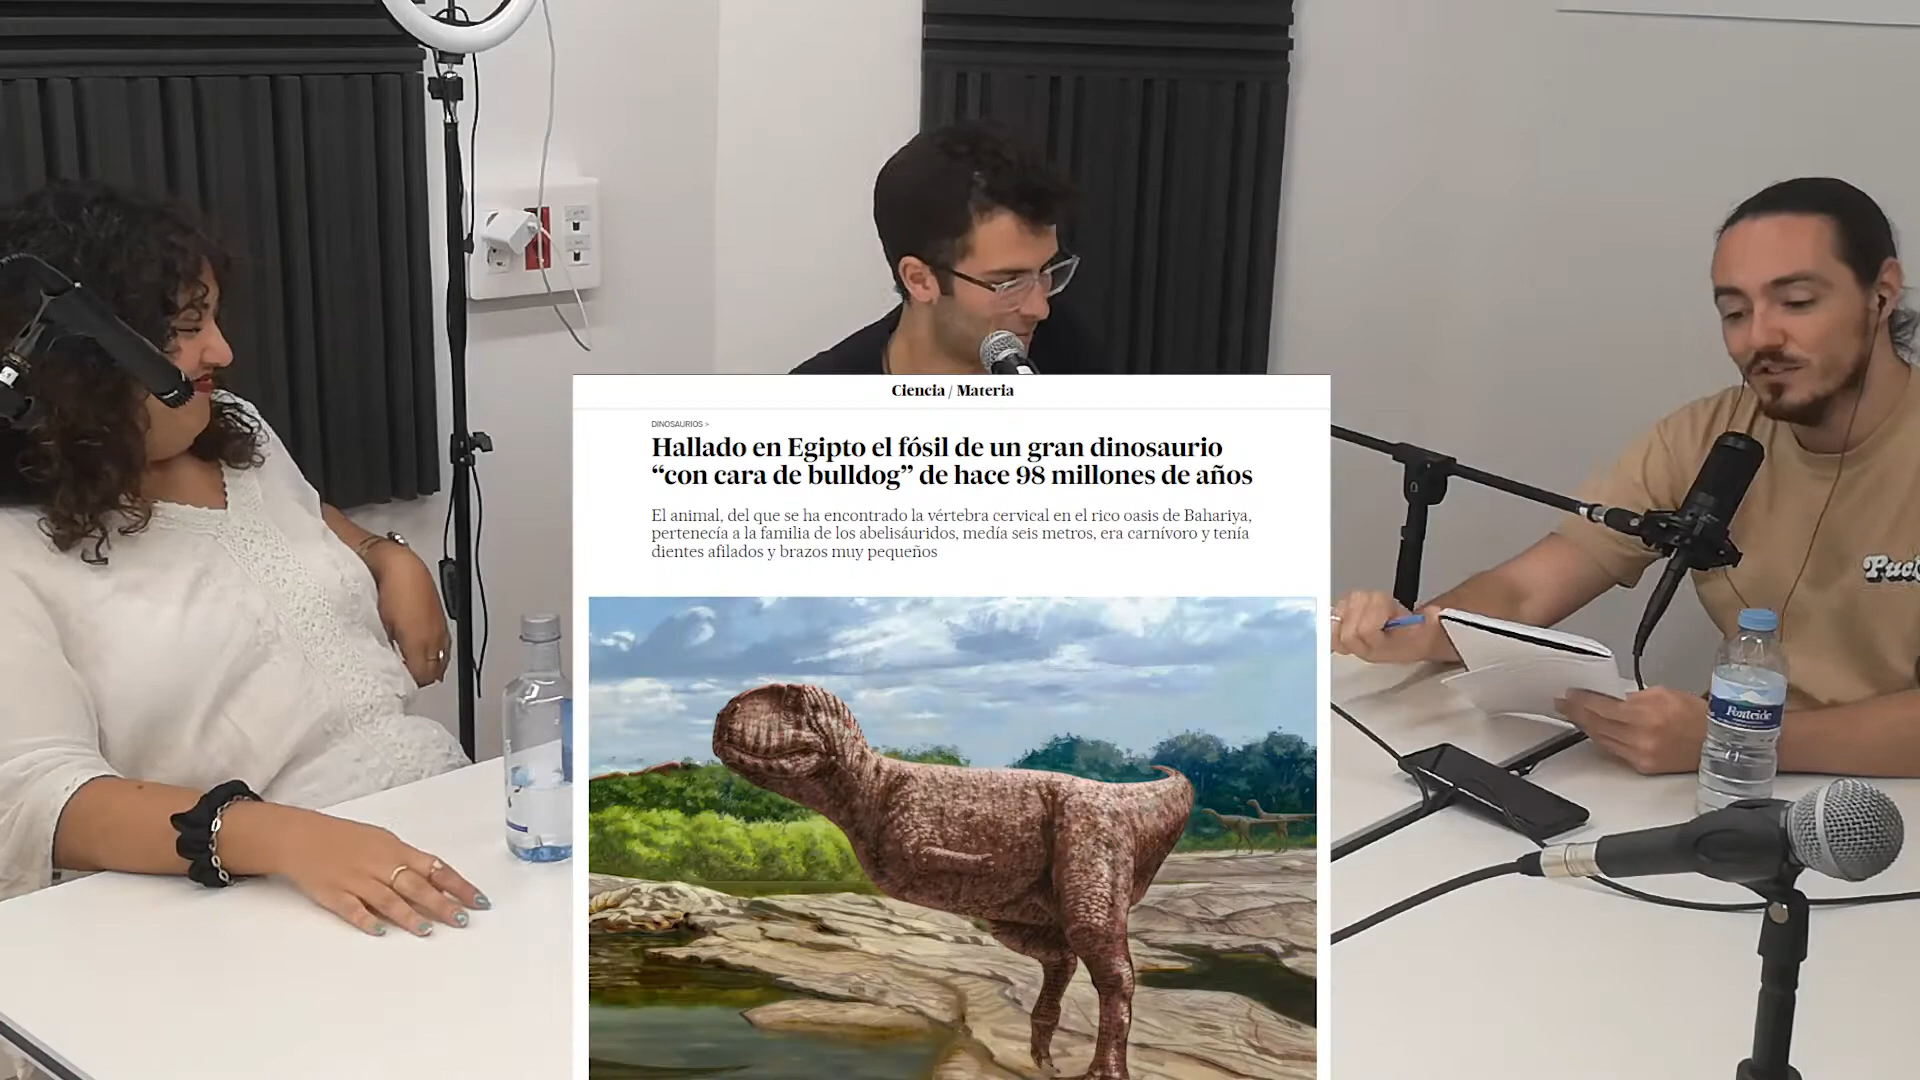 Ciencia / Materia
DINOSAURIOS >
Hallado en Egipto el fósil de un gran dinosaurio
“con cara de bulldog” de hace 98 millones de años
El animal, del que se ha encontrado la vértebra cervical en el rico oasis de Bahariya,
pertenecía a la familia de los abelisáuridos, medía seis metros, era carnívoro y tenía
dientes afilados y brazos muy pequeños
Fonteide